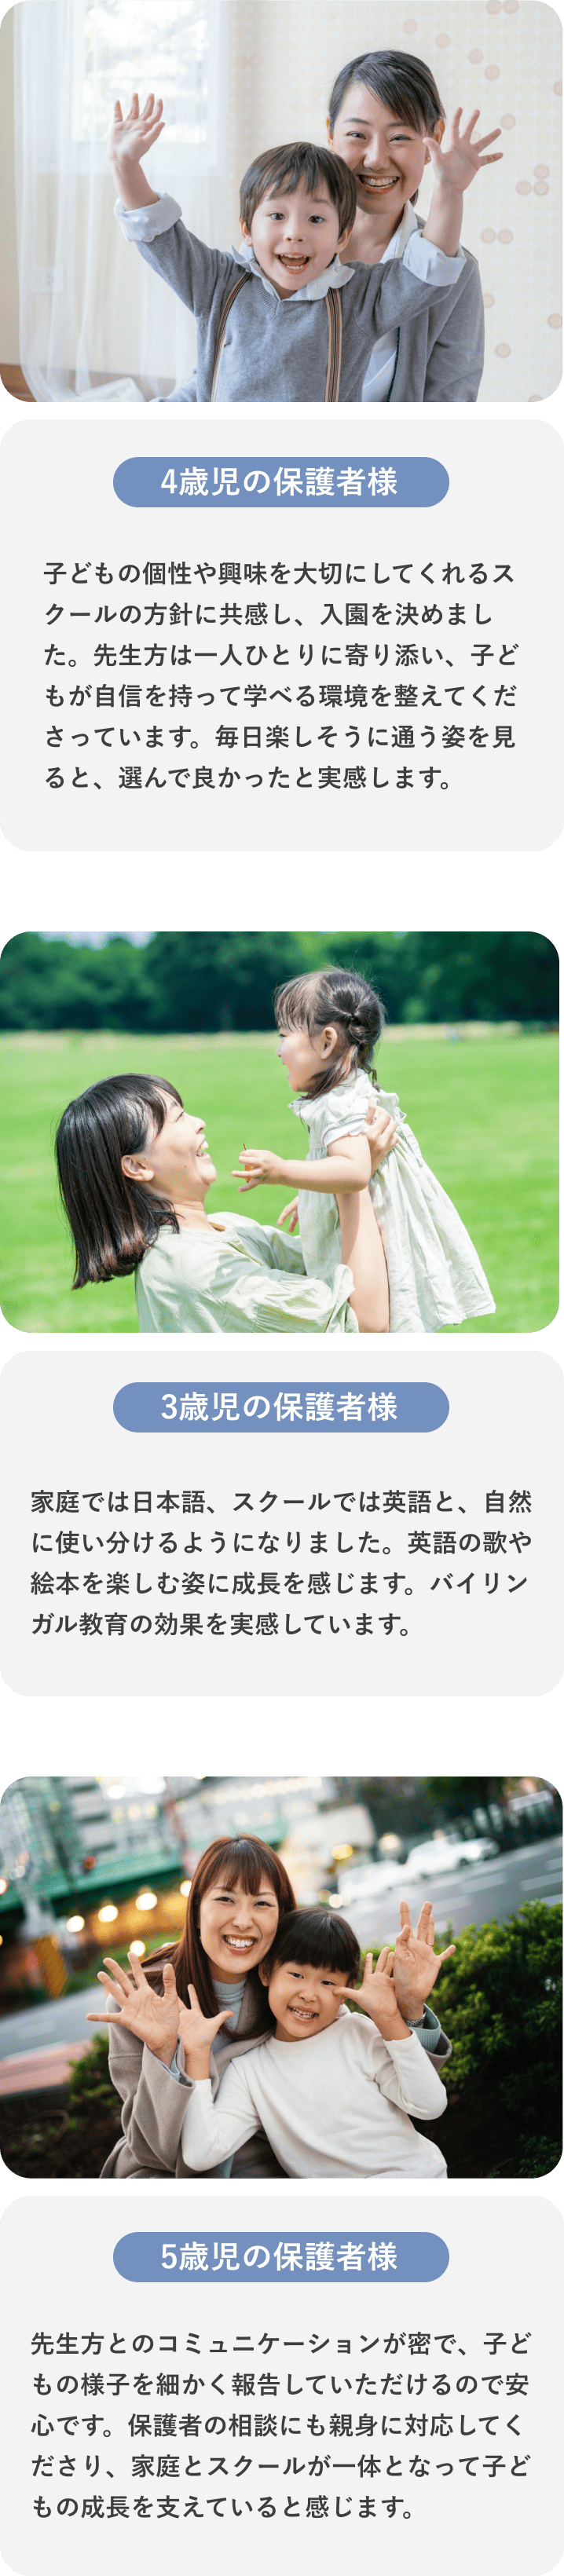 4歳児の保護者様
子どもの個性や興味を大切にしてくれるス
クールの方針に共感し、入園を決めまし
た。先生方は一人ひとりに寄り添い、子ど
もが自信を持って学べる環境を整えてくだ
さっています。毎日楽しそうに通う姿を見
ると、選んで良かったと実感します。
3歳児の保護者様
家庭では日本語、スクールでは英語と、自然
に使い分けるようになりました。英語の歌や
絵本を楽しむ姿に成長を感じます。バイリン
ガル教育の効果を実感しています。
5歳児の保護者様
先生方とのコミュニケーションが密で、子ど
もの様子を細かく報告していただけるので安
心です。保護者の相談にも親身に対応してく
ださり、家庭とスクールが一体となって子ど
もの成長を支えていると感じます。